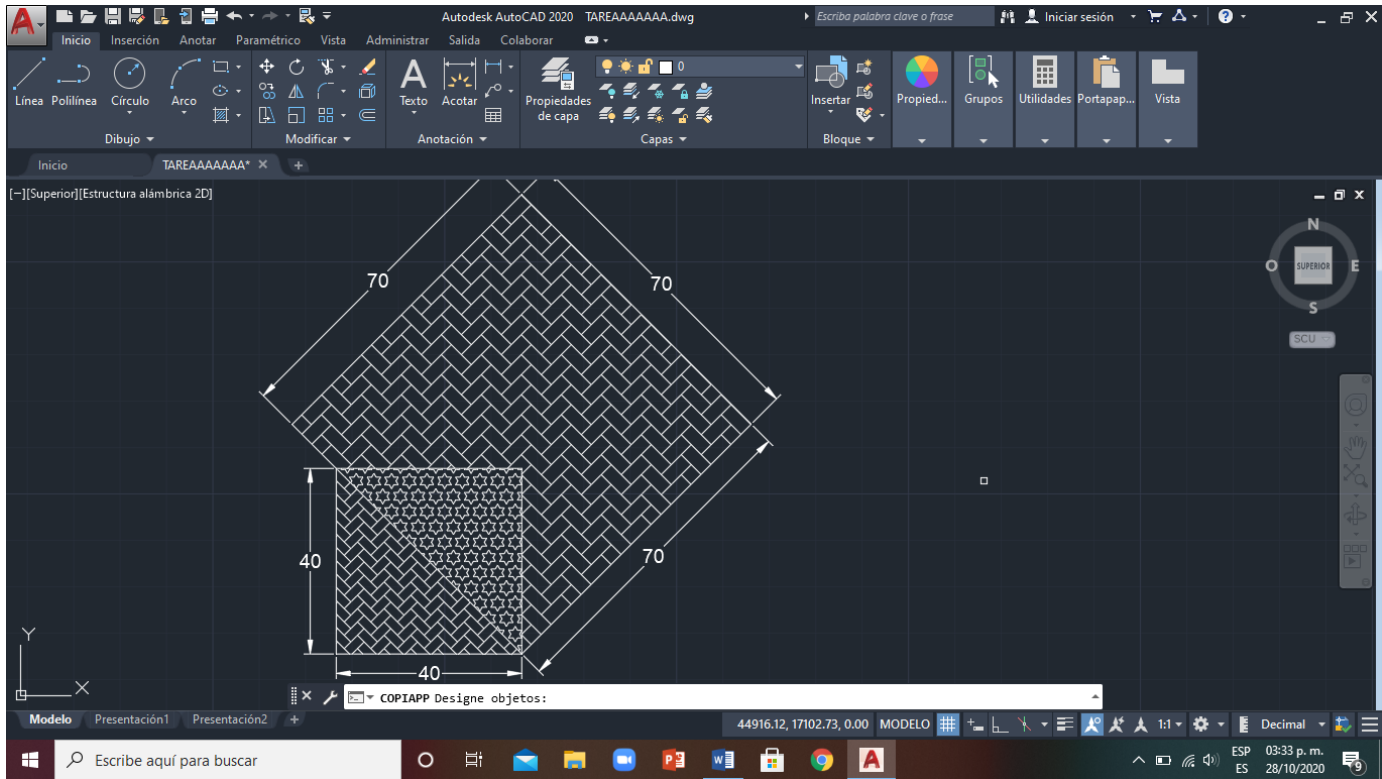 Autodesk AutoCAD 2020 TAREAAAAAAA.dwg
Escriba palabra clave o frase
Iniciar sesión
Inicio Inserción Anotar Paramétrico Vista Administrar Salida Colaborar
Línea Polilínea Círculo Arco
Texto Acotar
Propiedades de capa
0
Insertar
Propied... Grupos Utilidades Portapap... Vista
Dibujo Modificar Anotación Capas Bloque
Inicio TAREAAAAAAA*
[−][Superior][Estructura alámbrica 2D]
N
O SUPERIOR E
S
SCU
70
70
40
70
40
Y
X
COPIAPP Designe objetos:
Modelo Presentación1 Presentación2 +
44916.12, 17102.73, 0.00 MODELO 1:1 Decimal
Escribe aquí para buscar
ESP 03:33 p. m.
ES 28/10/2020
9